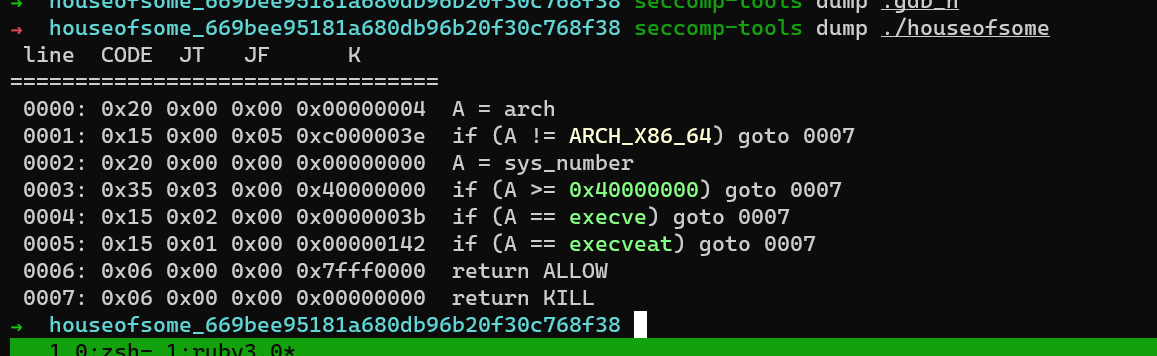 → houseofsome_669bee95181a680db96b20f30c768f38 seccomp-tools dump .gdb_h
→ houseofsome_669bee95181a680db96b20f30c768f38 seccomp-tools dump ./houseofsome
line CODE JT JF K
=================================
0000: 0x20 0x00 0x00 0x00000004 A = arch
0001: 0x15 0x00 0x05 0xc000003e if (A != ARCH_X86_64) goto 0007
0002: 0x20 0x00 0x00 0x00000000 A = sys_number
0003: 0x35 0x03 0x00 0x40000000 if (A >= 0x40000000) goto 0007
0004: 0x15 0x02 0x00 0x0000003b if (A == execve) goto 0007
0005: 0x15 0x01 0x00 0x00000142 if (A == execveat) goto 0007
0006: 0x06 0x00 0x00 0x7fff0000 return ALLOW
0007: 0x06 0x00 0x00 0x00000000 return KILL
→ houseofsome_669bee95181a680db96b20f30c768f38
1 0:zsh- 1:ruby3.0*